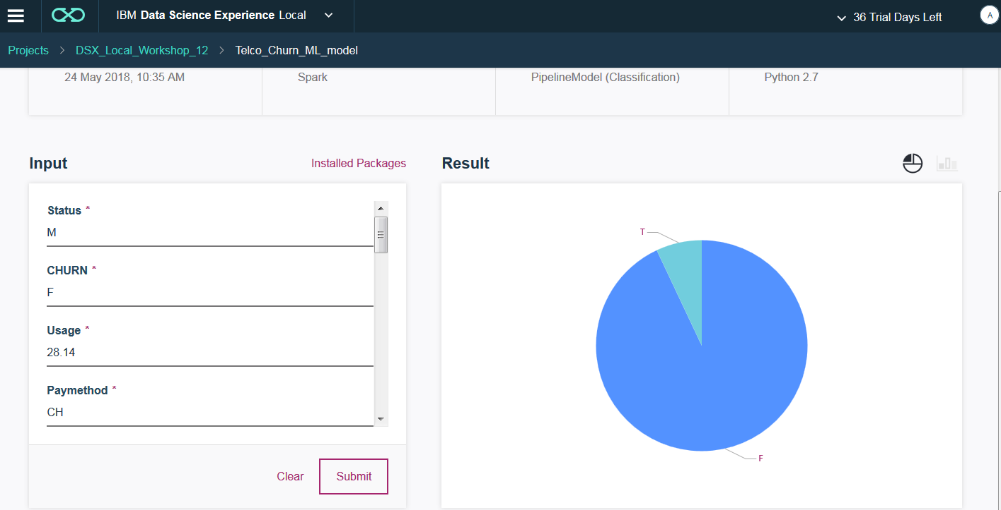 IBM Data Science Experience Local
36 Trial Days Left
A
Projects > DSX_Local_Workshop_12 > Telco_Churn_ML_model
24 May 2018, 10:35 AM Spark PipelineModel (Classification) Python 2.7
Input Installed Packages
Result
Status *
M
CHURN *
F
Usage *
28.14
Paymethod *
CH
Clear Submit
T
F